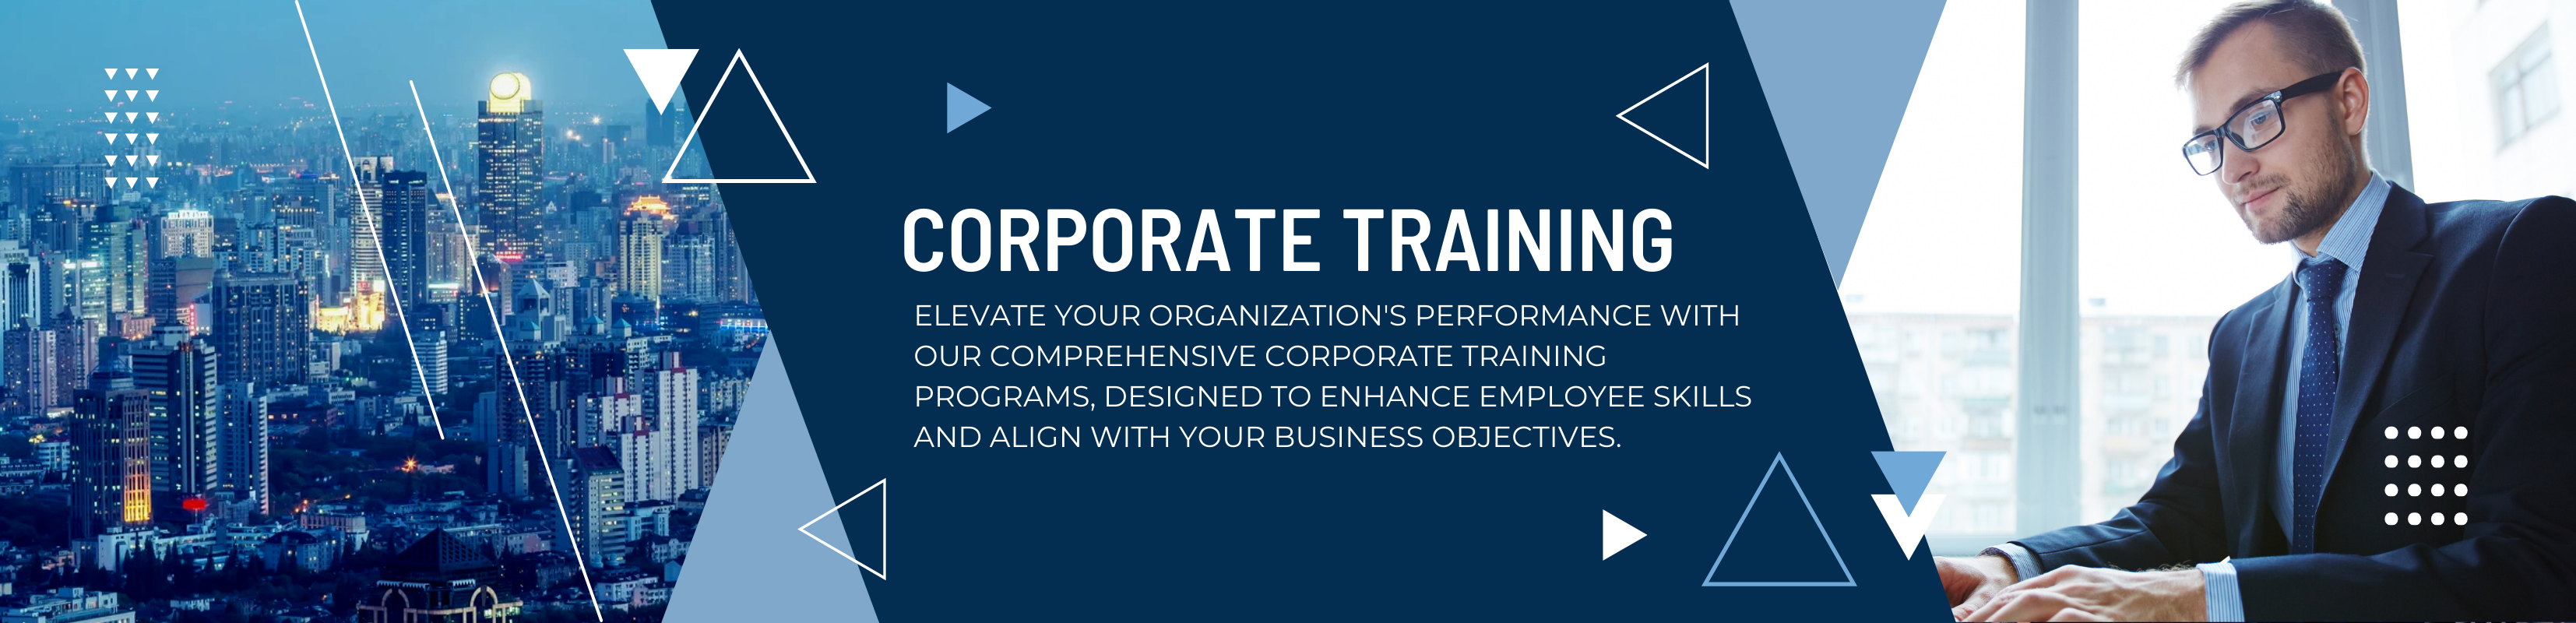 CORPORATE TRAINING
ELEVATE YOUR ORGANIZATION'S PERFORMANCE WITH
OUR COMPREHENSIVE CORPORATE TRAINING
PROGRAMS, DESIGNED TO ENHANCE EMPLOYEE SKILLS
AND ALIGN WITH YOUR BUSINESS OBJECTIVES.